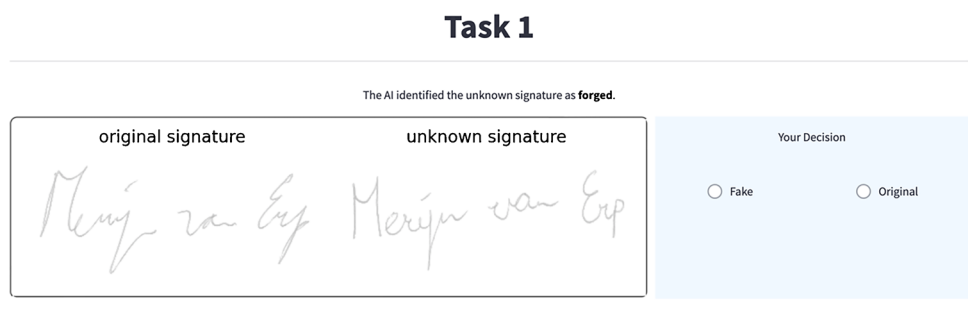 Task 1
The AI identified the unknown signature as forged.
original signature
unknown signature
Your Decision
Merijn van Erp
Merijn van Erp
Fake
Original